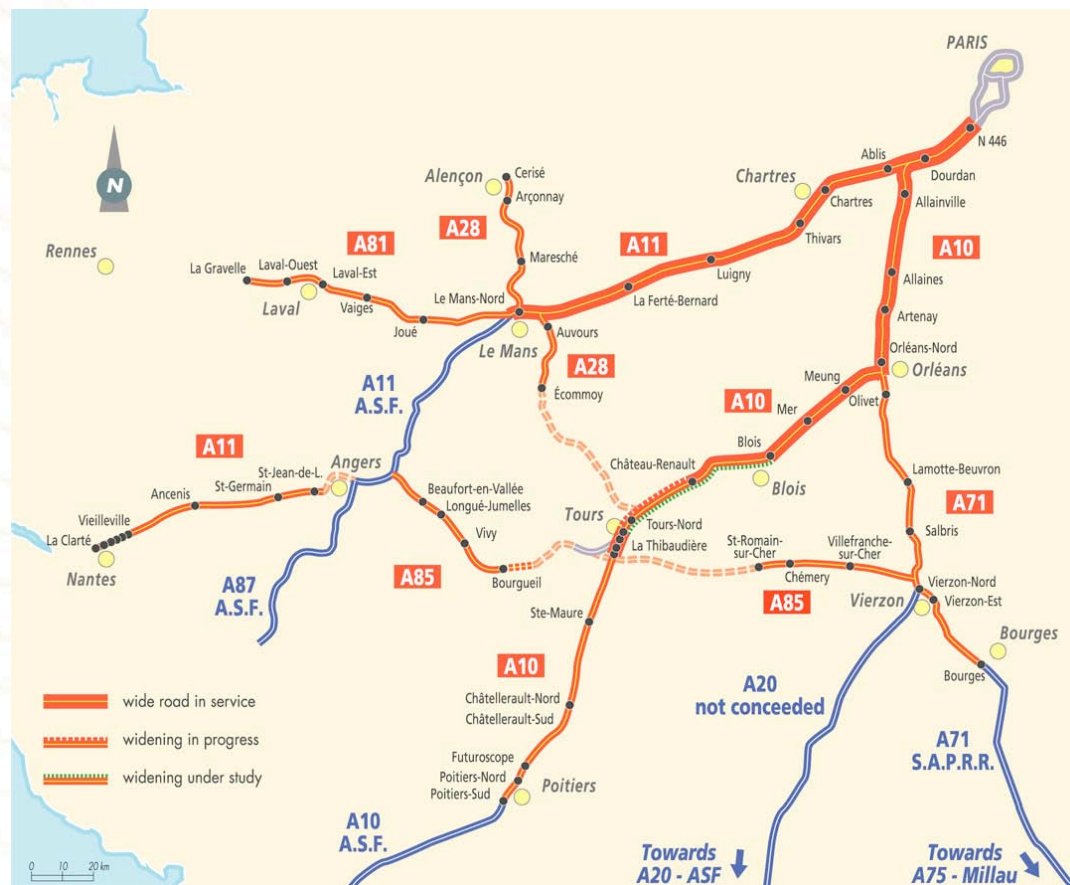 PARIS
N 446
Ablis
Dourdan
Cerisé
Alençon
Arçonnay
Chartres
Chartres
Allainville
N
A28
A81
A11
Thivars
A10
Rennes
Maresché
Luigny
La Gravelle
Laval-Ouest
Laval-Est
Allaines
Laval
Vaiges
Le Mans-Nord
La Ferté-Bernard
Joué
Artenay
Auvours
Le Mans
Orléans-Nord
A28
Orléans
A11
A.S.F.
Écommoy
Meung
Olivet
A10
Mer
A11
Blois
Angers
St-Jean-de-L.
Château-Renault
St-Germain
Ancenis
Beaufort-en-Vallée
Longué-Jumelles
Blois
Lamotte-Beuvron
A71
Vieilleville
La Clarté
Tours
Tours-Nord
Salbris
Vivy
La Thibaudière
St-Romain-
sur-Cher
Villefranche-
sur-Cher
Nantes
A85
Bourgueil
Chémery
A87
A.S.F.
A85
Vierzon
Vierzon-Nord
Vierzon-Est
Ste-Maure
Bourges
A10
Bourges
A20
not conceeded
wide road in service
Châtellerault-Nord
Châtellerault-Sud
widening in progress
A71
S.A.P.R.R.
Futuroscope
widening under study
Poitiers-Nord
Poitiers-Sud
Poitiers
A10
A.S.F.
Towards
A20 - ASF
Towards
A75 - Millau
0 10 20 km